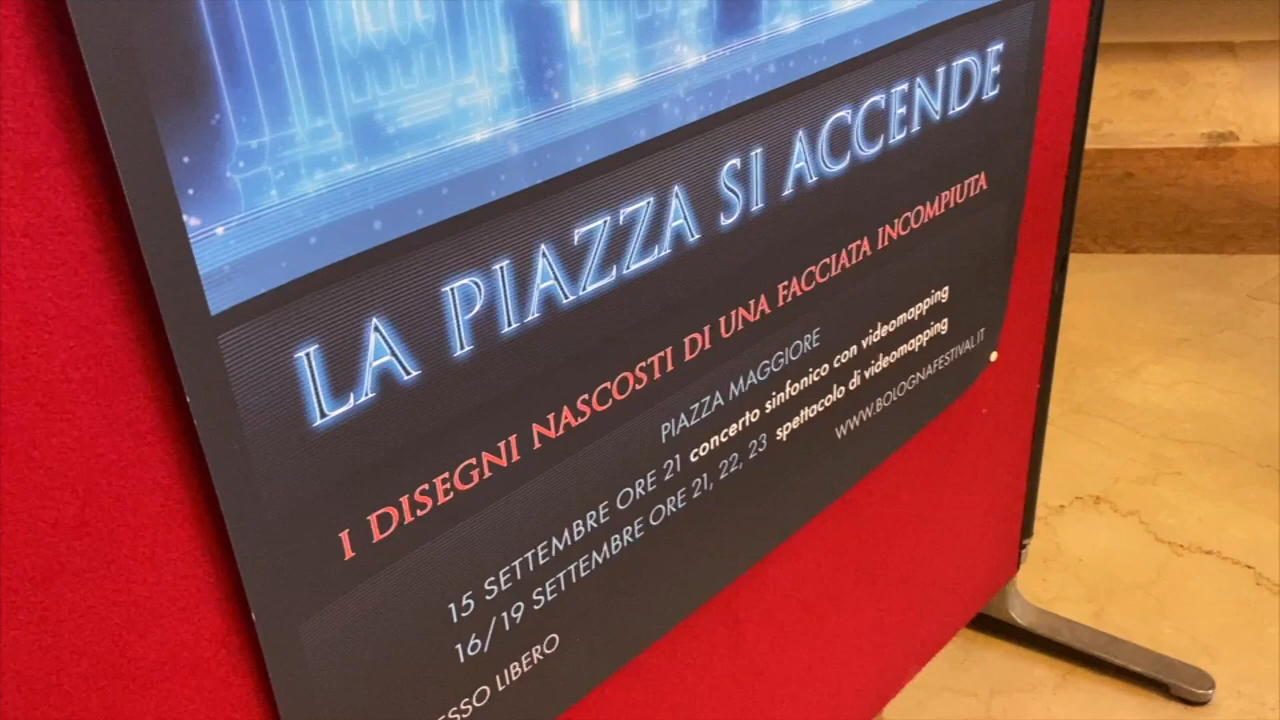 LA PIAZZA SI ACCENDE
I DISEGNI NASCOSTI DI UNA FACCIATA INCOMPIUTA
PIAZZA MAGGIORE
15 SETTEMBRE ORE 21 concerto sinfonico con videomapping
16/19 SETTEMBRE ORE 21, 22, 23 spettacolo di videomapping
WWW.BOLOGNAFESTIVAL.IT
LIBERO